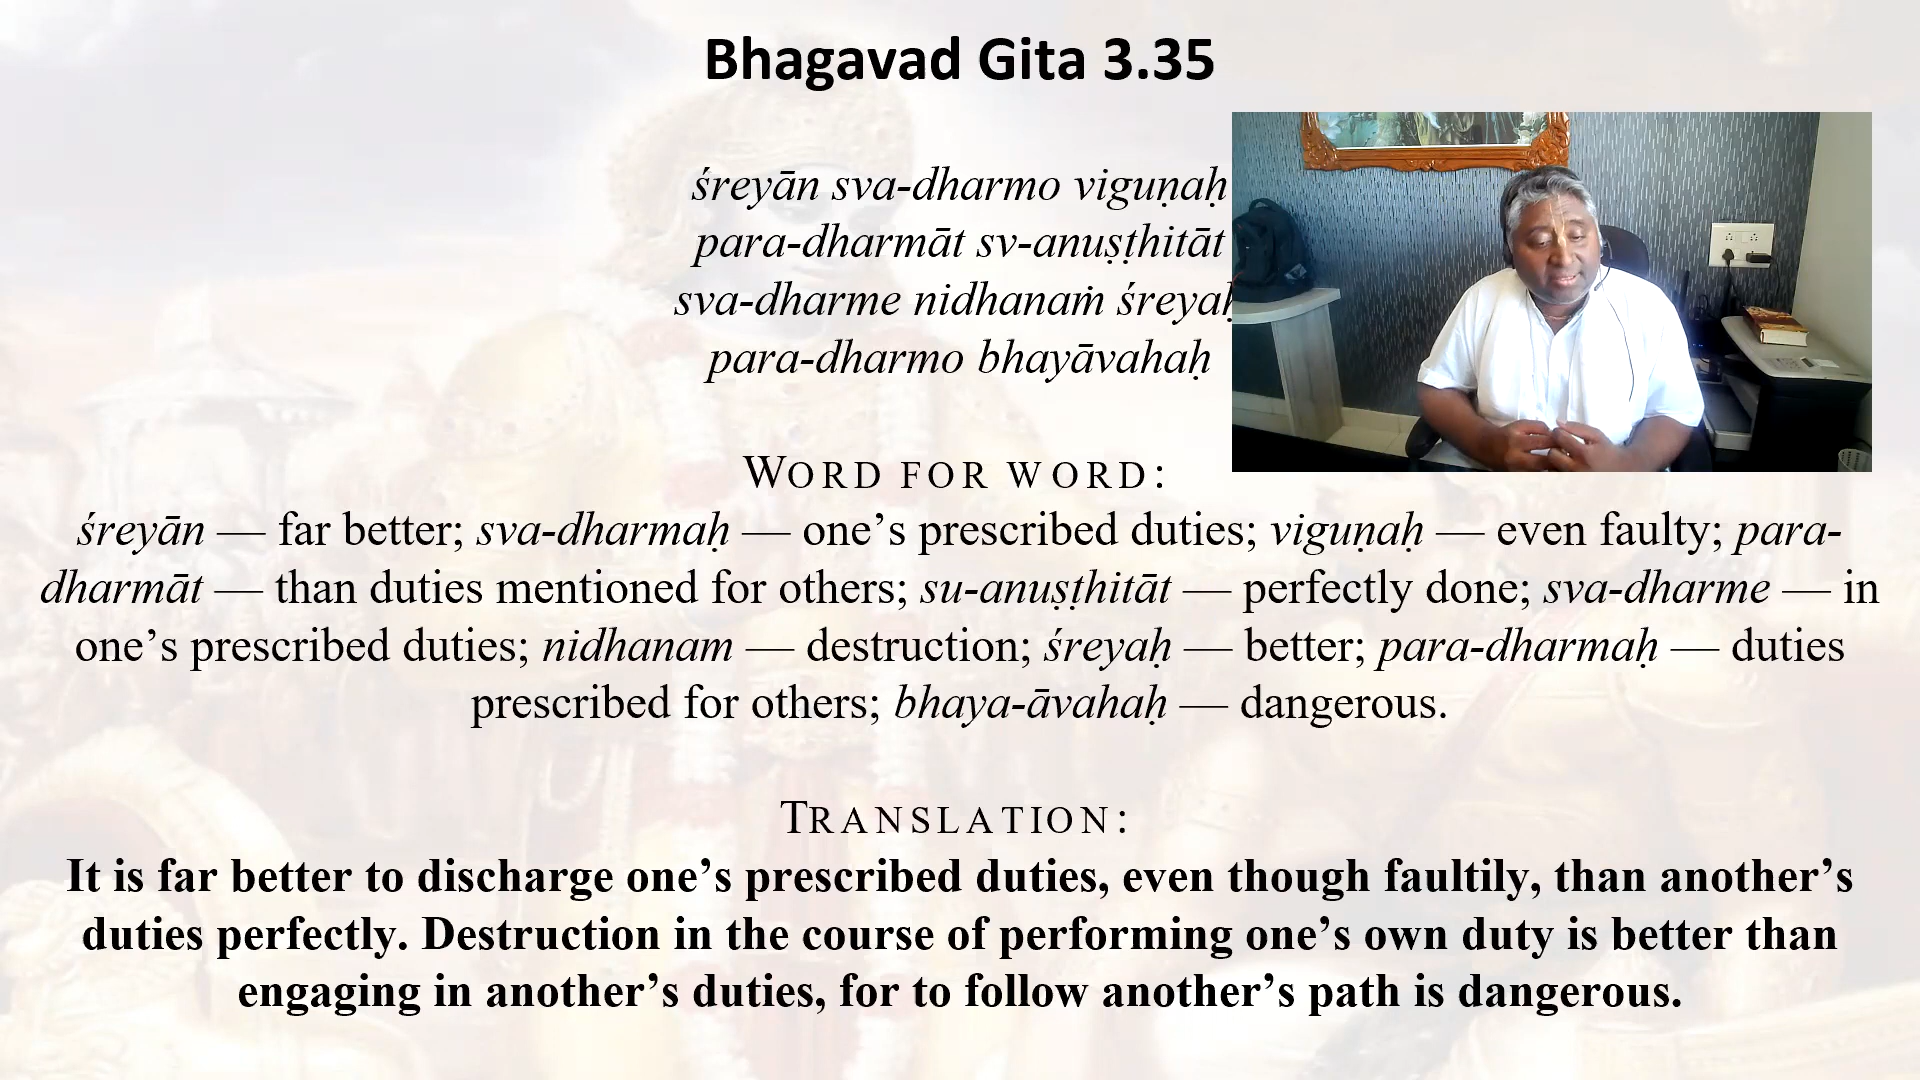 Bhagavad Gita 3.35
śreyān sva-dharmo viguṇaḥ
para-dharmāt sv-anuṣṭhitāt
sva-dharme nidhanaṁ śreyaḥ
para-dharmo bhayāvahaḥ
WORD FOR WORD:
śreyān — far better; sva-dharmaḥ — one’s prescribed duties; viguṇaḥ — even faulty; para-
dharmāt — than duties mentioned for others; su-anuṣṭhitāt — perfectly done; sva-dharme — in
one’s prescribed duties; nidhanam — destruction; śreyaḥ — better; para-dharmaḥ — duties
prescribed for others; bhaya-āvahaḥ — dangerous.
TRANSLATION:
It is far better to discharge one’s prescribed duties, even though faultily, than another’s
duties perfectly. Destruction in the course of performing one’s own duty is better than
engaging in another’s duties, for to follow another’s path is dangerous.